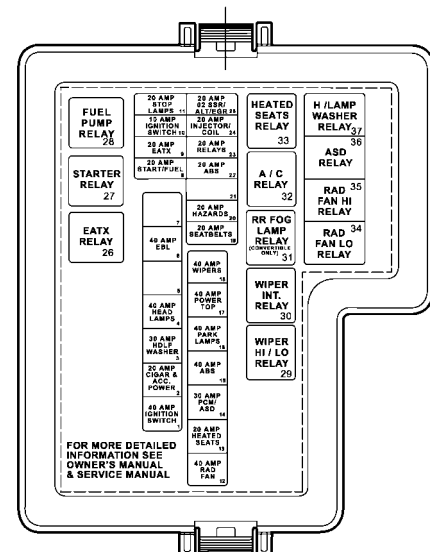 FUEL
PUMP
RELAY
28
STARTER
RELAY
27
EATX
RELAY
26
20 AMP
STOP
LAMPS 11
10 AMP
IGNITION
SWITCH 10
20 AMP
EATX
9
20 AMP
START/FUEL
8
7
40 AMP
EBL
6
5
40 AMP
HEAD
LAMPS
4
30 AMP
HDLP
WASHER
3
20 AMP
CIGAR &
ACC.
POWER
2
40 AMP
IGNITION
SWITCH
1
20 AMP
02 SSR/
ALT/EGR 25
20 AMP
INJECTOR/
COIL 24
20 AMP
RELAYS
23
20 AMP
ABS
22
21
20 AMP
HAZARDS
20
20 AMP
SEATBELTS
19
40 AMP
WIPERS
18
40 AMP
POWER
TOP
17
40 AMP
PARK
LAMPS
16
40 AMP
ABS
15
30 AMP
PCM/
ASD
14
20 AMP
HEATED
SEATS
13
40 AMP
RAD
FAN
12
HEATED
SEATS
RELAY
33
A / C
RELAY
32
RR FOG
LAMP
RELAY
(CONVERTIBLE
ONLY)
31
WIPER
INT.
RELAY
30
WIPER
HI / LO
RELAY
29
H /LAMP
WASHER
RELAY 37
36
ASD
RELAY
RAD 35
FAN HI
RELAY
RAD 34
FAN LO
RELAY
FOR MORE DETAILED
INFORMATION SEE
OWNER'S MANUAL
& SERVICE MANUAL